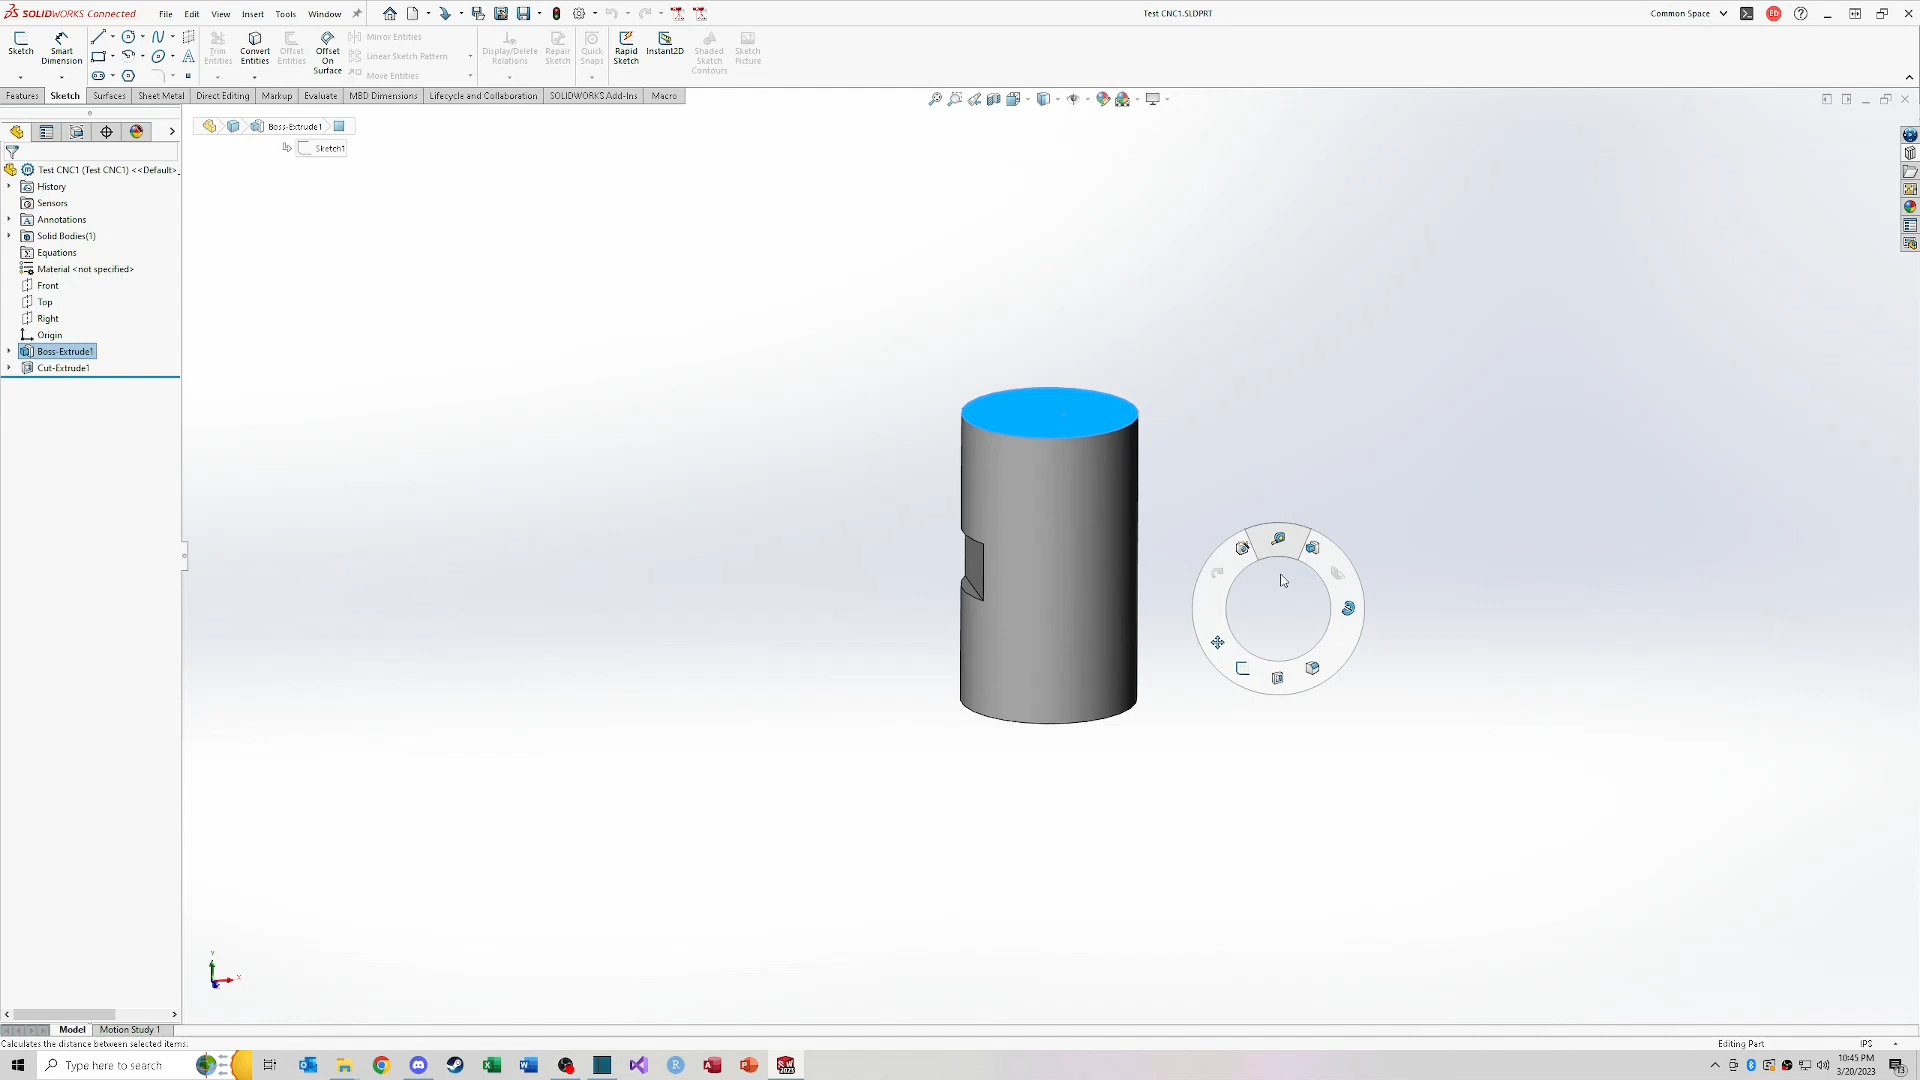 SOLIDWORKS Connected
File Edit View Insert Tools Window
Test CNC1.SLDPRT
Common Space
ED
Sketch
Smart Dimension
Trim Entities
Convert Entities
Offset Entities
Offset On Surface
Mirror Entities
Linear Sketch Pattern
Move Entities
Display/Delete Relations
Repair Sketch
Quick Snaps
Rapid Sketch
Instant2D
Shaded Sketch Contours
Sketch Picture
Features Sketch Surfaces Sheet Metal Direct Editing Markup Evaluate MBD Dimensions Lifecycle and Collaboration SOLIDWORKS Add-Ins Macro
Boss-Extrude1
Sketch1
Test CNC1 (Test CNC1) <<Default>_
History
Sensors
Annotations
Solid Bodies(1)
Equations
Material <not specified>
Front
Top
Right
Origin
Boss-Extrude1
Cut-Extrude1
Y
X
Model Motion Study 1
Calculates the distance between selected items.
Editing Part IPS
Type here to search
10:45 PM
3/20/2023